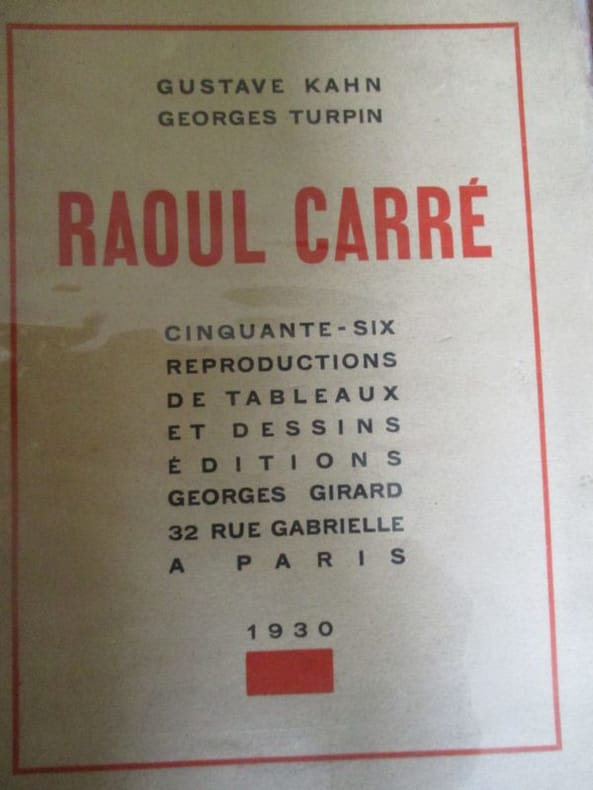 GUSTAVE KAHN
GEORGES TURPIN
RAOUL CARRÉ
CINQUANTE-SIX
REPRODUCTIONS
DE TABLEAUX
ET DESSINS
ÉDITIONS
GEORGES GIRARD
32 RUE GABRIELLE
A PARIS
1930